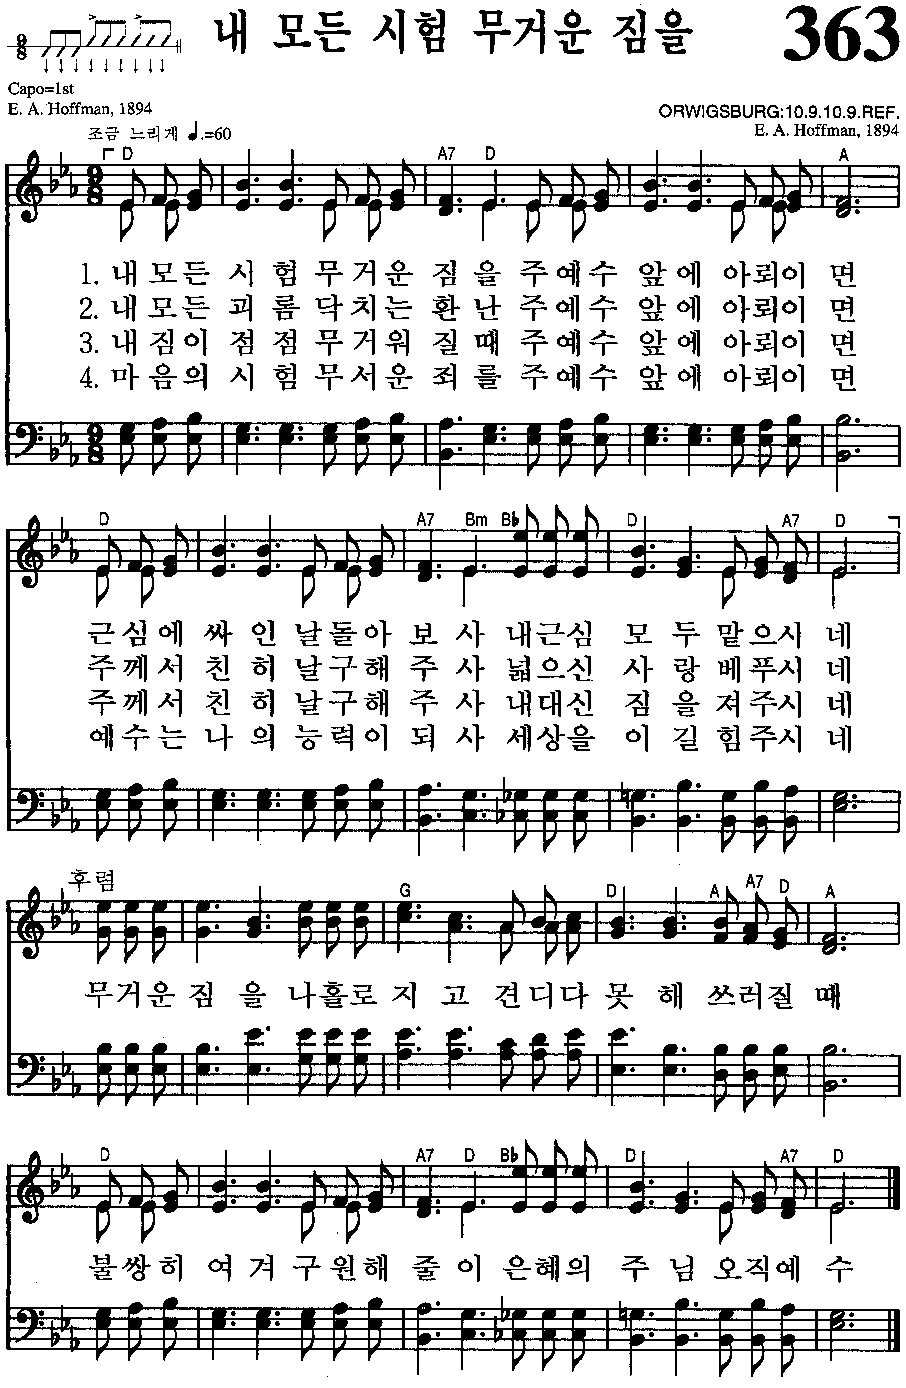 내 모든 시험 무거운 짐을 363
Capo=1st
E. A. Hoffman, 1894
ORWIGSBURG:10.9.10.9.REF.
E. A. Hoffman, 1894
조금 느리게 ♩.=60
D A7 D A
9/8
1. 내 모든 시 험 무 거운 짐 을 주예수 앞 에 아뢰이 면
2. 내 모든 괴 롬 닥 치는 환 난 주예수 앞 에 아뢰이 면
3. 내 짐이 점 점 무 거워 질 때 주예수 앞 에 아뢰이 면
4. 마 음의 시 험 무 서운 죄 를 주예수 앞 에 아뢰이 면
9/8
D A7 Bm B♭ D A7 D
근 심에 싸 인 날돌아 보 사 내근심 모 두 맡으시 네
주께서 친 히 날구해 주 사 넓으신 사 랑 베푸시 네
주께서 친 히 날구해 주 사 내대신 짐 을 져주시 네
예수는 나 의 능력이 되 사 세상을 이 길 힘주시 네
후렴
G D A A7 D A
무거운 짐 을 나홀로 지 고 견디다 못 해 쓰러질 때
D A7 D B♭ D A7 D
불쌍히 여 겨 구원해 줄 이 은혜의 주 님 오직예 수